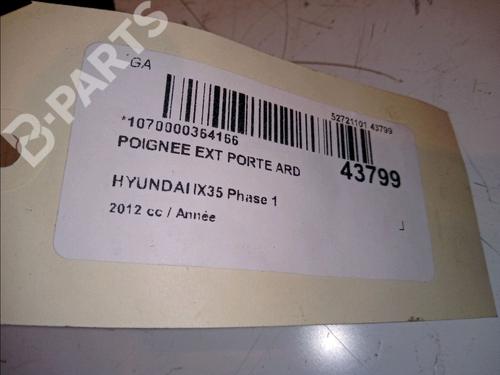 GA
52721101 43799
*1070000364166
POIGNEE EXT PORTE ARD
43799
HYUNDAI IX35 Phase 1
2012 cc / Année
B-PARTS